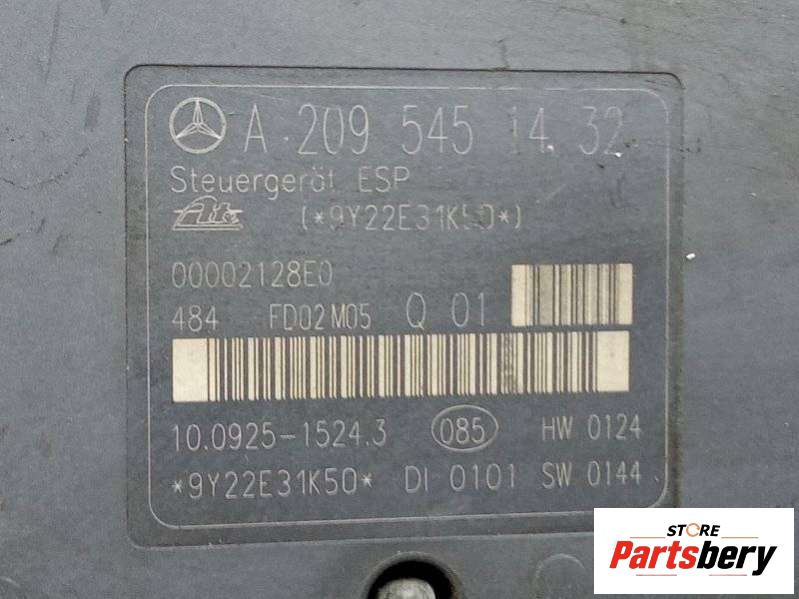 A 209 545 14 32
Steuergerät ESP
Ate (*9Y22E31K50*)
00002128E0
484 FD02M05 Q 01
10.0925-1524.3 085 HW 0124
*9Y22E31K50* DI 0101 SW 0144
STORE
Partsbery